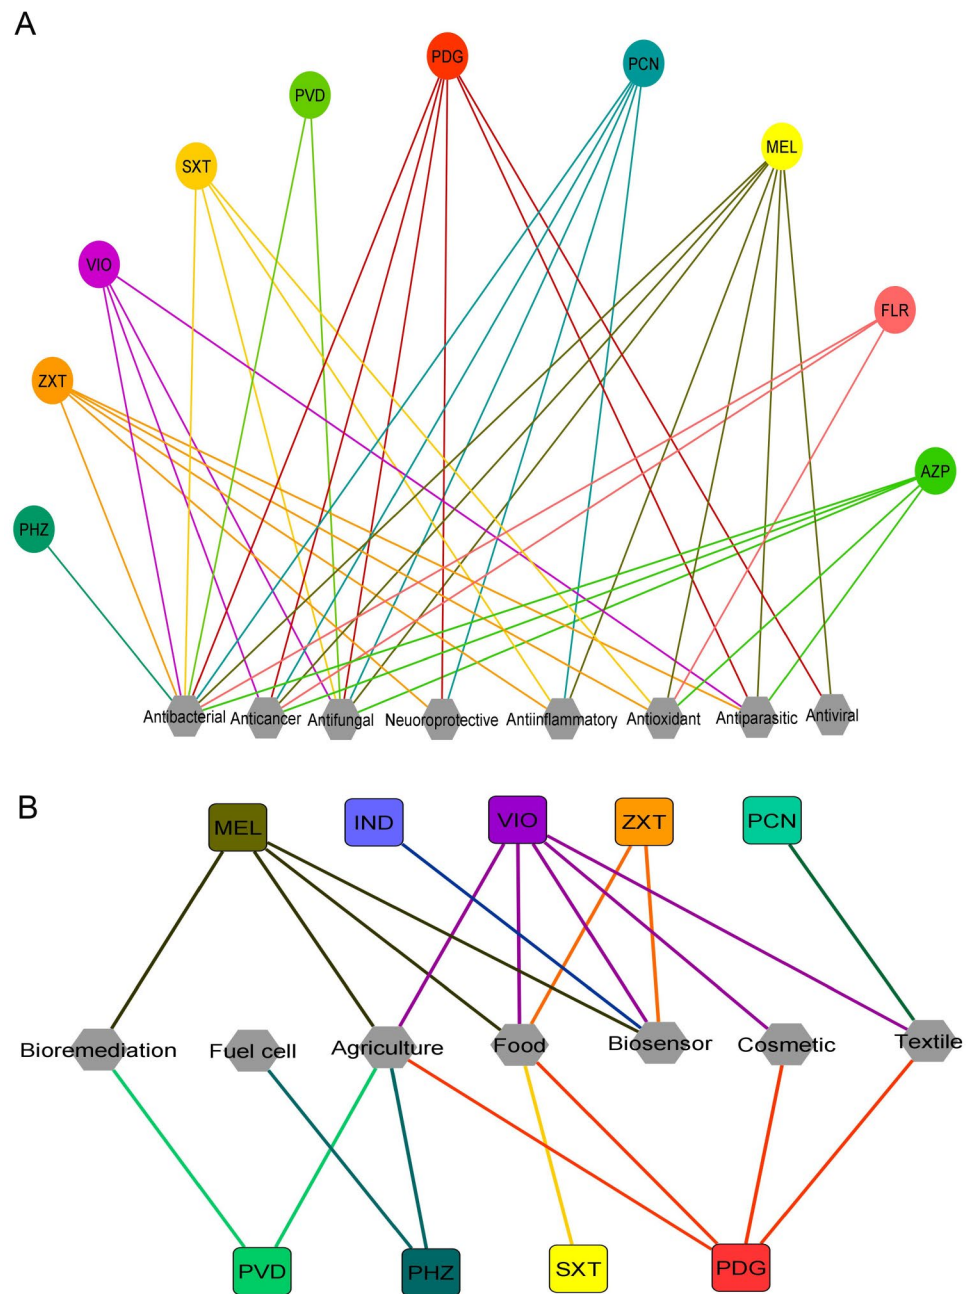 A
PDG
PCN
PVD
MEL
SXT
VIO
FLR
ZXT
AZP
PHZ
Antibacterial Anticancer Antifungal Neuoroprotective Antiinflammatory Antioxidant Antiparasitic Antiviral
B
MEL IND VIO ZXT PCN
Bioremediation Fuel cell Agriculture Food Biosensor Cosmetic Textile
PVD PHZ SXT PDG